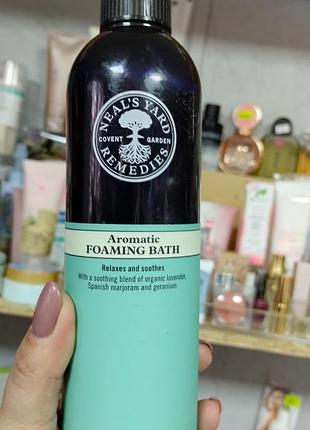 NEAL'S YARD
COVENT GARDEN
REMEDIES
Aromatic
FOAMING BATH
Relaxes and soothes
With a soothing blend of organic lavender,
Spanish marjoram and geranium